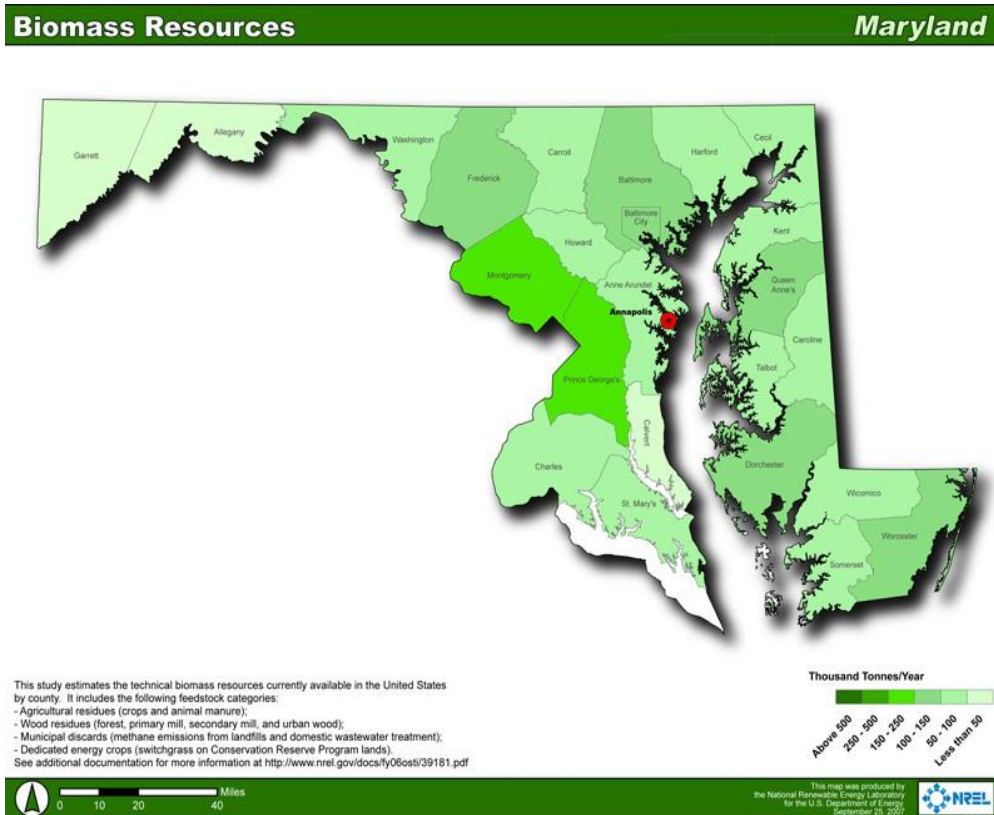 Biomass Resources
Maryland
Garrett
Allegany
Washington
Frederick
Carroll
Baltimore
Harford
Cecil
Baltimore
City
Kent
Howard
Montgomery
Anne Arundel
Queen
Anne's
Annapolis
Caroline
Talbot
Prince George's
Calvert
Charles
Dorchester
St. Mary's
Wicomico
Worcester
Somerset
This study estimates the technical biomass resources currently available in the United States
by county. It includes the following feedstock categories:
- Agricultural residues (crops and animal manure);
- Wood residues (forest, primary mill, secondary mill, and urban wood);
- Municipal discards (methane emissions from landfills and domestic wastewater treatment);
- Dedicated energy crops (switchgrass on Conservation Reserve Program lands).
See additional documentation for more information at http://www.nrel.gov/docs/fy06osti/39181.pdf
Thousand Tonnes/Year
Above 500
250 - 500
150 - 250
100 - 150
50 - 100
Less than 50
Miles
0 10 20 40
This map was produced by
the National Renewable Energy Laboratory
for the U.S. Department of Energy.
September 25, 2007
NREL